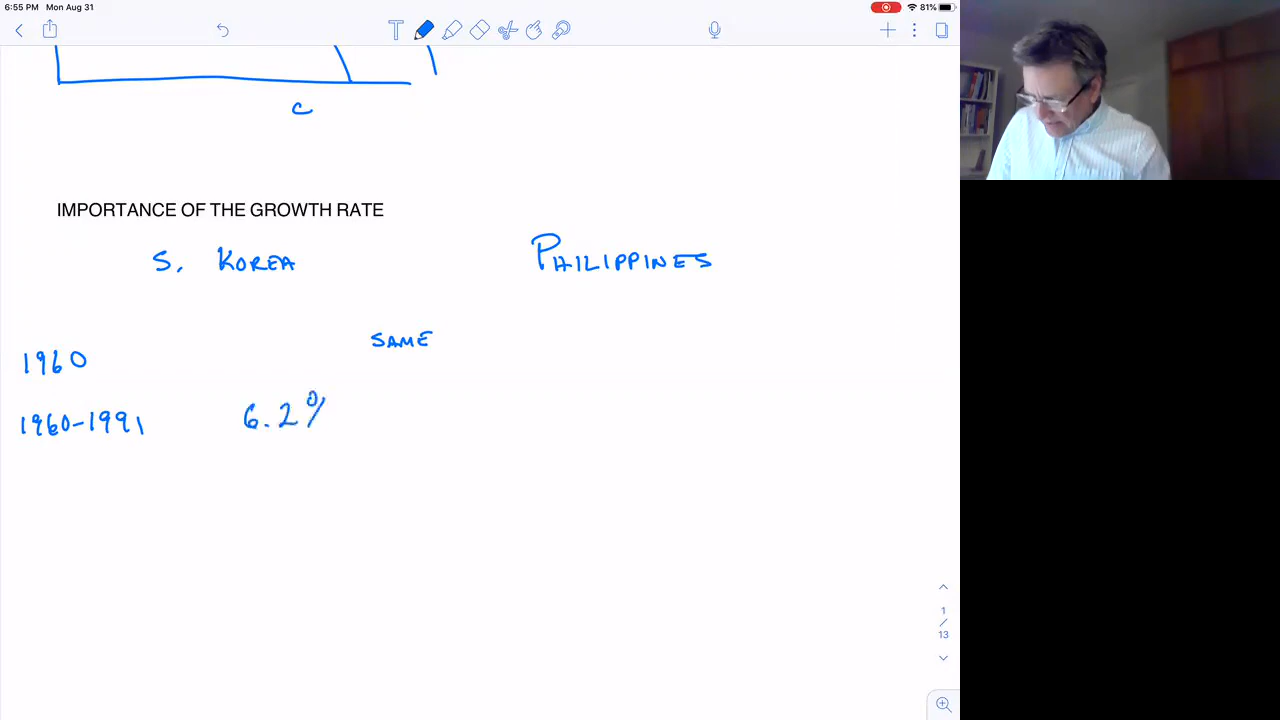 6:55 PM Mon Aug 31
81%
T
C
IMPORTANCE OF THE GROWTH RATE
S. KOREA PHILIPPINES
SAME
1960
1960-1991 6.2%
1
/
13